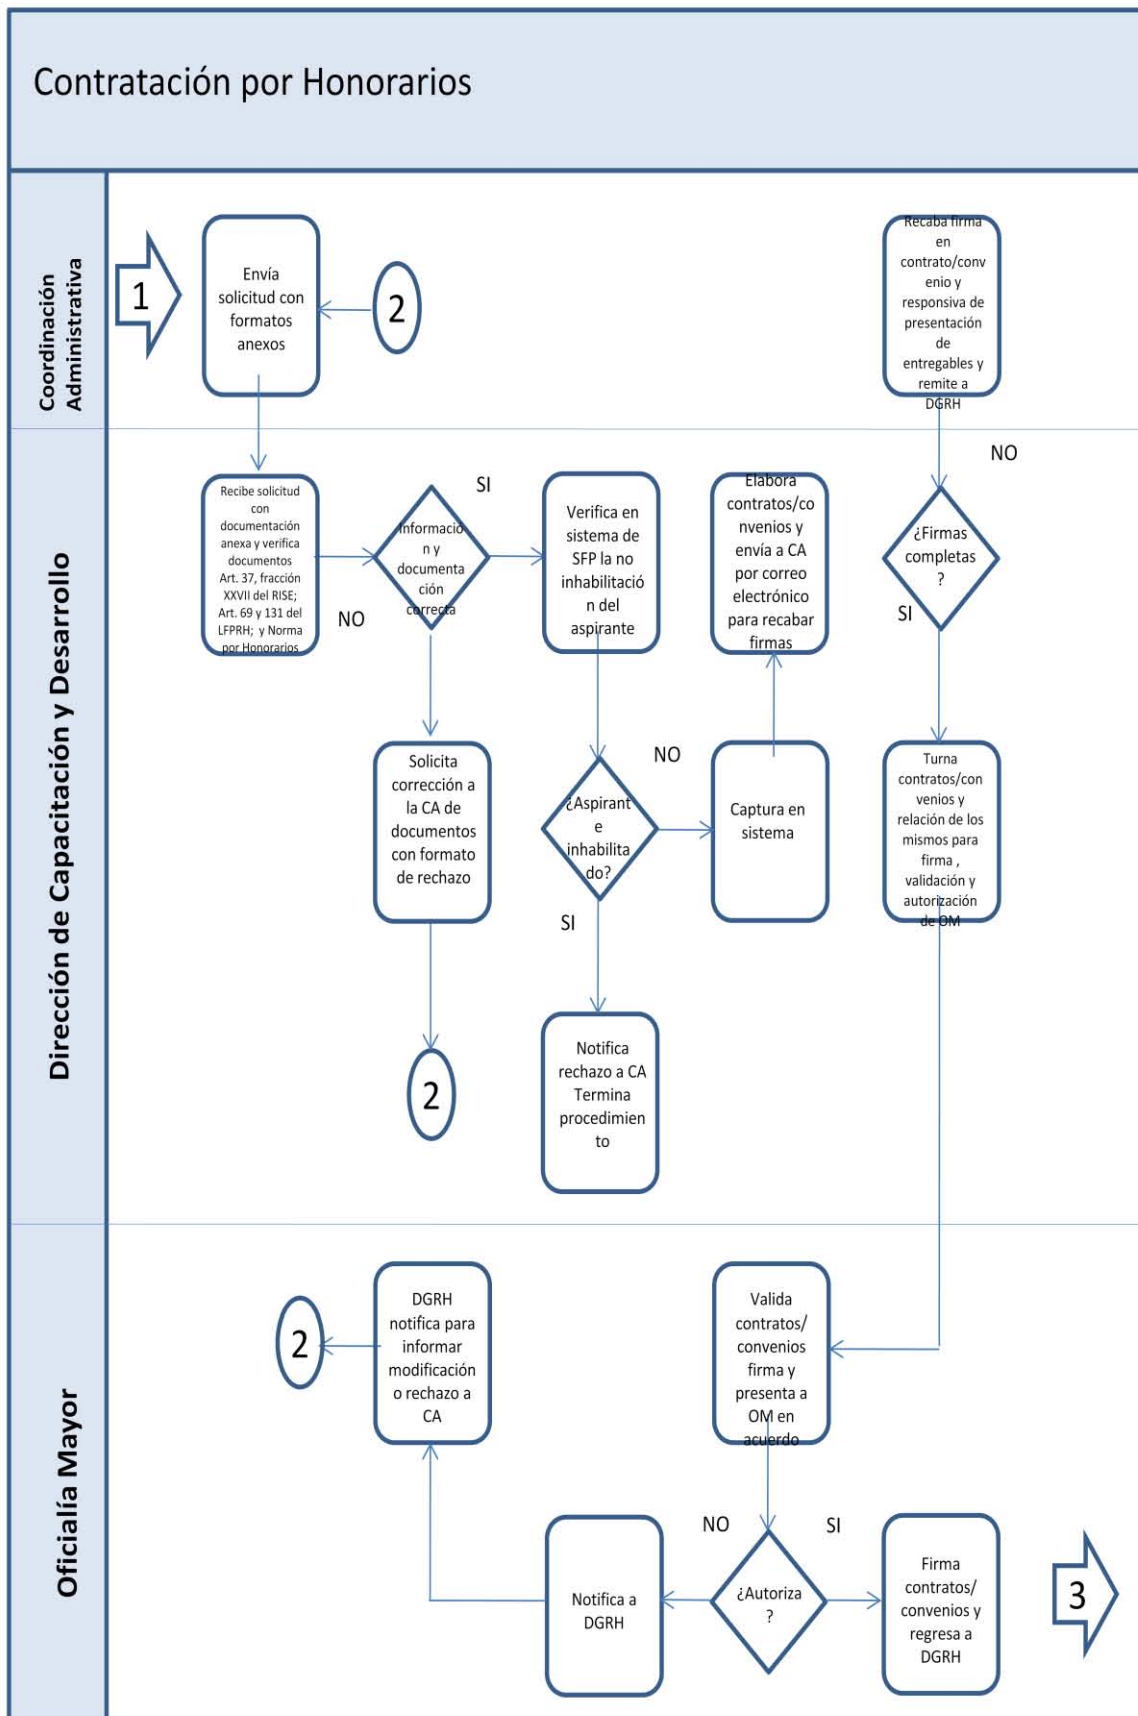 Contratación por Honorarios
Coordinación
Administrativa
1
Envía
solicitud con
formatos
anexos
2
Recaba firma
en
contrato/conv
enio y
responsiva de
presentación
de
entregables y
remite a
DGRH
Dirección de Capacitación y Desarrollo
Recibe solicitud
con
documentación
anexa y verifica
documentos
Art. 37, fracción
XXVII del RISE;
Art. 69 y 131 del
LFPRH; y Norma
por Honorarios
NO
SI
Informació
n y
documenta
ción
correcta
Verifica en
sistema de
SFP la no
inhabilitació
n del
aspirante
Elabora
contratos/co
nvenios y
envía a CA
por correo
electrónico
para recabar
firmas
NO
¿Firmas
completas
?
SI
Solicita
corrección a
la CA de
documentos
con formato
de rechazo
2
¿Aspirant
e
inhabilita
do?
NO
SI
Captura en
sistema
Turna
contratos/con
venios y
relación de los
mismos para
firma ,
validación y
autorización
de OM
Notifica
rechazo a CA
Termina
procedimien
to
Oficialía Mayor
2
DGRH
notifica para
informar
modificación
o rechazo a
CA
Valida
contratos/
convenios
firma y
presenta a
OM en
acuerdo
Notifica a
DGRH
NO
SI
¿Autoriza
?
Firma
contratos/
convenios y
regresa a
DGRH
3